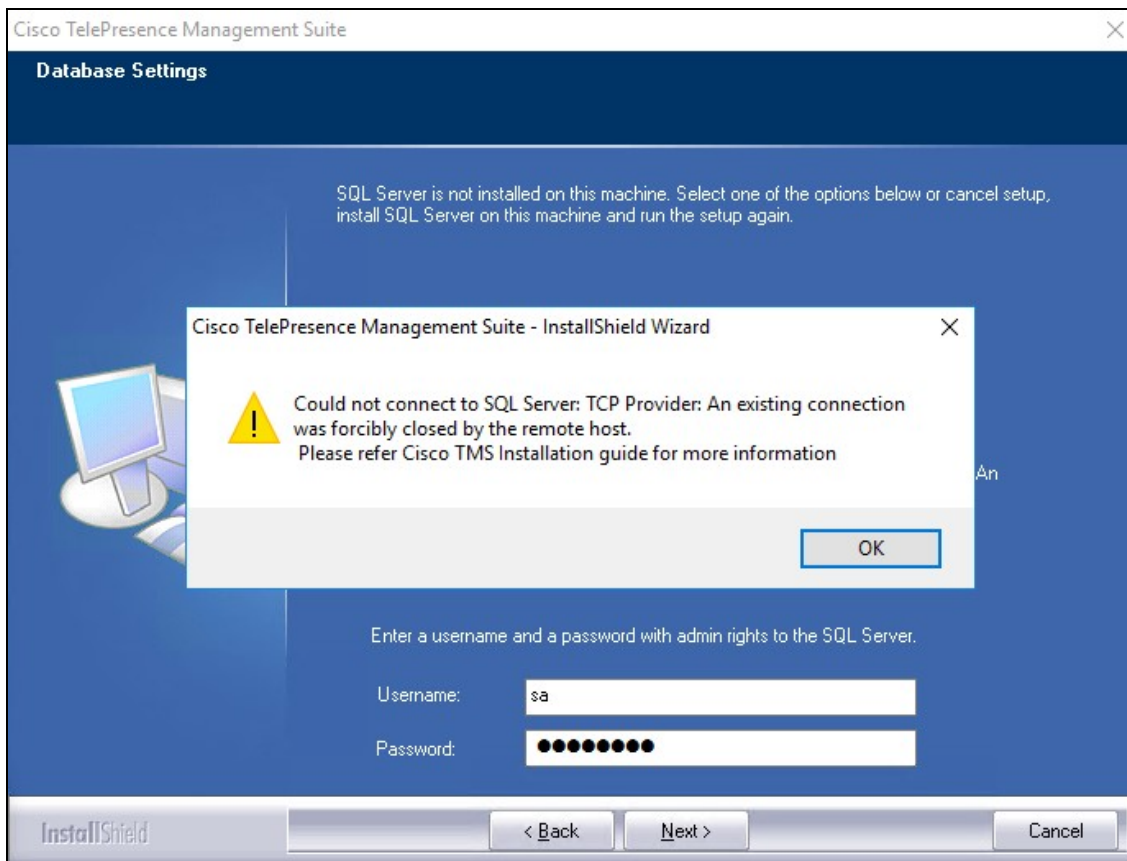 Cisco TelePresence Management Suite
Database Settings
SQL Server is not installed on this machine. Select one of the options below or cancel setup,
install SQL Server on this machine and run the setup again.
Cisco TelePresence Management Suite - InstallShield Wizard
Could not connect to SQL Server: TCP Provider: An existing connection
was forcibly closed by the remote host.
Please refer Cisco TMS Installation guide for more information
An
OK
Enter a username and a password with admin rights to the SQL Server.
Username:
sa
Password:
InstallShield
< Back
Next >
Cancel